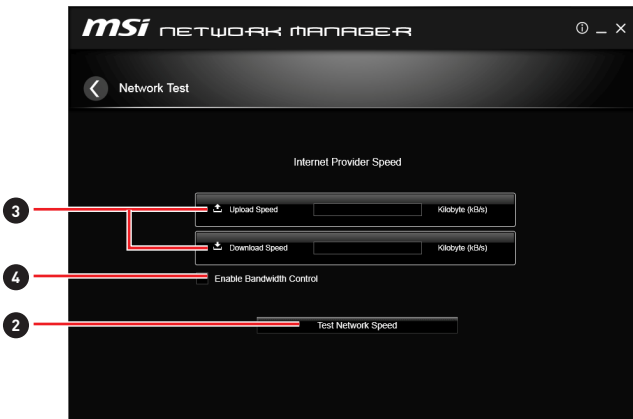 msi NETWORK MANAGER
Network Test
Internet Provider Speed
3
Upload Speed Kilobyte (kB/s)
Download Speed Kilobyte (kB/s)
4
Enable Bandwidth Control
2
Test Network Speed